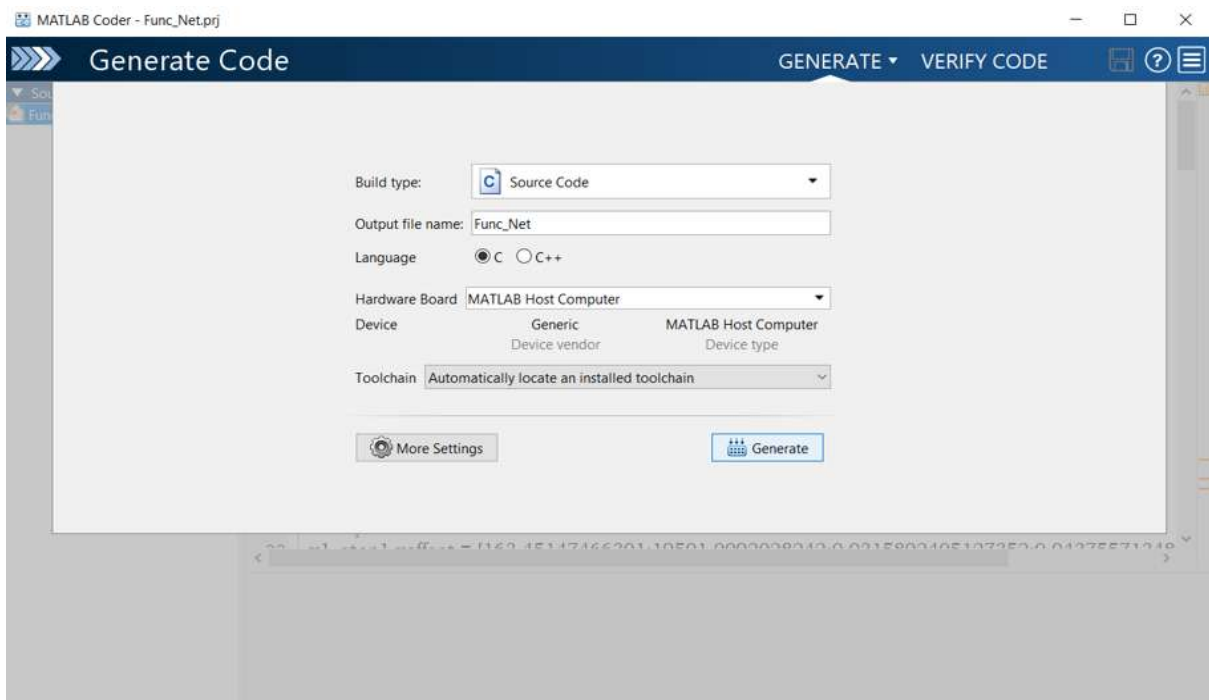 MATLAB Coder - Func_Net.prj
Generate Code GENERATE VERIFY CODE
Build type: C Source Code
Output file name: Func_Net
Language C C++
Hardware Board MATLAB Host Computer
Device Generic MATLAB Host Computer
Device vendor Device type
Toolchain Automatically locate an installed toolchain
More Settings Generate